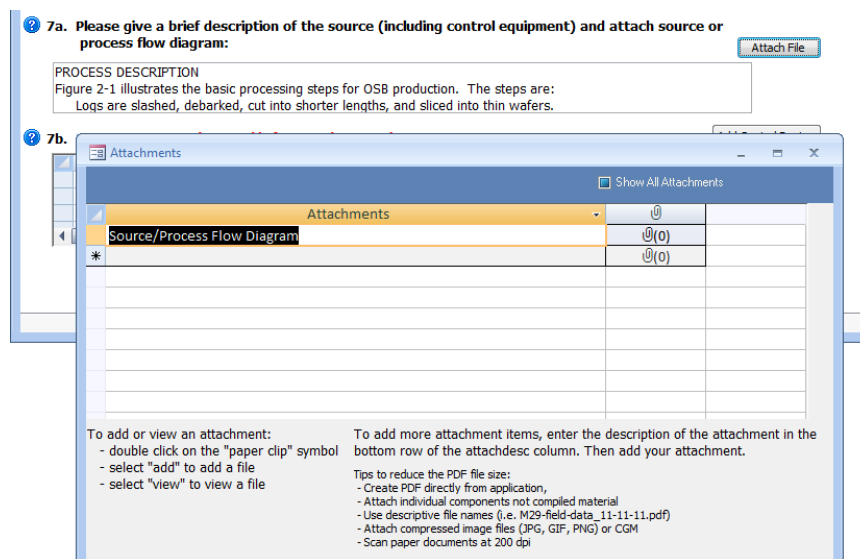 7a. Please give a brief description of the source (including control equipment) and attach source or
process flow diagram:
Attach File
PROCESS DESCRIPTION
Figure 2-1 illustrates the basic processing steps for OSB production. The steps are:
Logs are slashed, debarked, cut into shorter lengths, and sliced into thin wafers.
7b.
Attachments
Show All Attachments
Attachments
Source/Process Flow Diagram
(0)
(0)
To add or view an attachment:
- double click on the "paper clip" symbol
- select "add" to add a file
- select "view" to view a file
To add more attachment items, enter the description of the attachment in the
bottom row of the attachdesc column. Then add your attachment.
Tips to reduce the PDF file size:
- Create PDF directly from application,
- Attach individual components not compiled material
- Use descriptive file names (i.e. M29-field-data_11-11-11.pdf)
- Attach compressed image files (JPG, GIF, PNG) or CGM
- Scan paper documents at 200 dpi